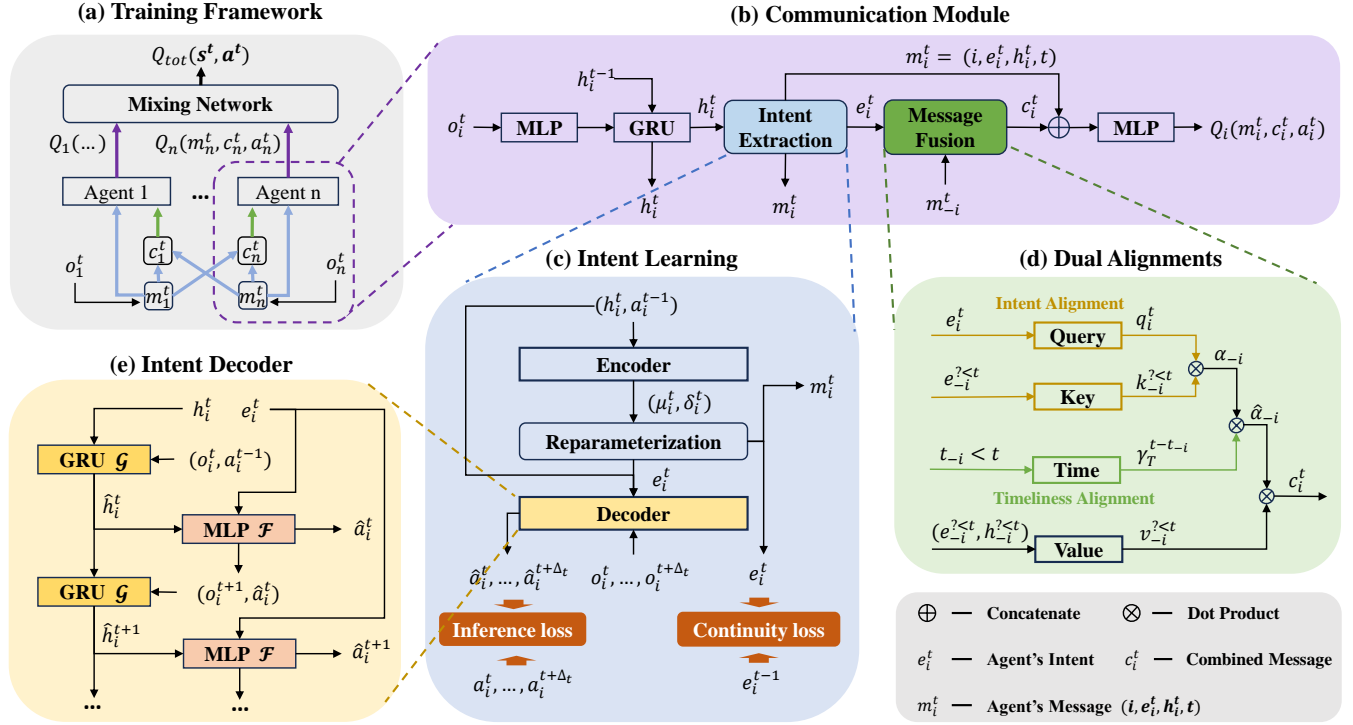 (a) Training Framework
Q_{tot}(s^t, a^t)
Mixing Network
Q_1(...)
Q_n(m_n^t, c_n^t, a_n^t)
Agent 1
...
Agent n
c_1^t
c_n^t
o_1^t
o_n^t
m_1^t
m_n^t
(b) Communication Module
m_i^t = (i, e_i^t, h_i^t, t)
h_i^{t-1}
o_i^t
MLP
GRU
h_i^t
Intent
Extraction
e_i^t
Message
Fusion
c_i^t
MLP
Q_i(m_i^t, c_i^t, a_i^t)
h_i^t
m_i^t
m_{-i}^t
(c) Intent Learning
(h_i^t, a_i^{t-1})
Encoder
(μ_i^t, δ_i^t)
m_i^t
Reparameterization
e_i^t
Decoder
â_i^t, ..., â_i^{t+Δ_t}
o_i^t, ..., o_i^{t+Δ_t}
e_i^t
Inference loss
Continuity loss
a_i^t, ..., a_i^{t+Δ_t}
e_i^{t-1}
(d) Dual Alignments
Intent Alignment
e_i^t
Query
q_i^t
α_{-i}
e_{-i}^{?<t}
Key
k_{-i}^{?<t}
α̂_{-i}
t_{-i} < t
Time
γ_T^{t-t_{-i}}
Timeliness Alignment
c_i^t
(e_{-i}^{?<t}, h_{-i}^{?<t})
Value
v_{-i}^{?<t}
(e) Intent Decoder
h_i^t
e_i^t
GRU 𝓖
(o_i^t, a_i^{t-1})
ĥ_i^t
MLP 𝓕
â_i^t
GRU 𝓖
(o_i^{t+1}, â_i^t)
ĥ_i^{t+1}
MLP 𝓕
â_i^{t+1}
...
...
⊕ — Concatenate
⊗ — Dot Product
e_i^t — Agent's Intent
c_i^t — Combined Message
m_i^t — Agent's Message (i, e_i^t, h_i^t, t)